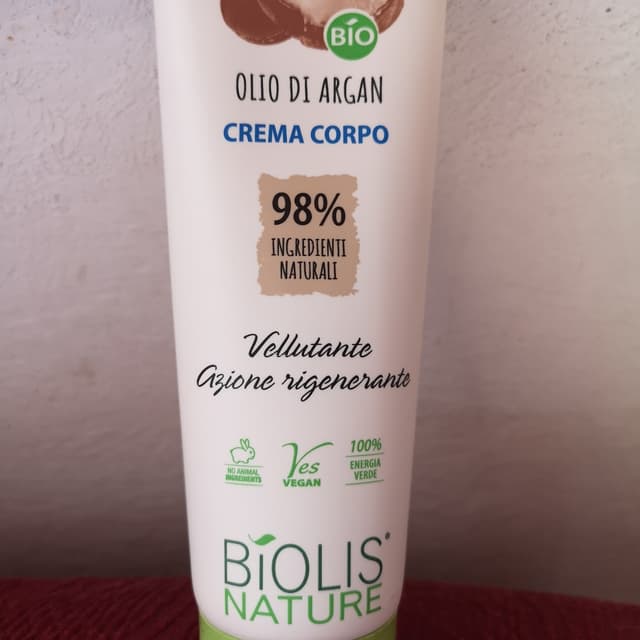 BIO
OLIO DI ARGAN
CREMA CORPO
98%
INGREDIENTI
NATURALI
Vellutante
Azione rigenerante
NO ANIMAL
INGREDIENTS
Yes
VEGAN
100%
ENERGIA
VERDE
BiOLIS®
NATURE